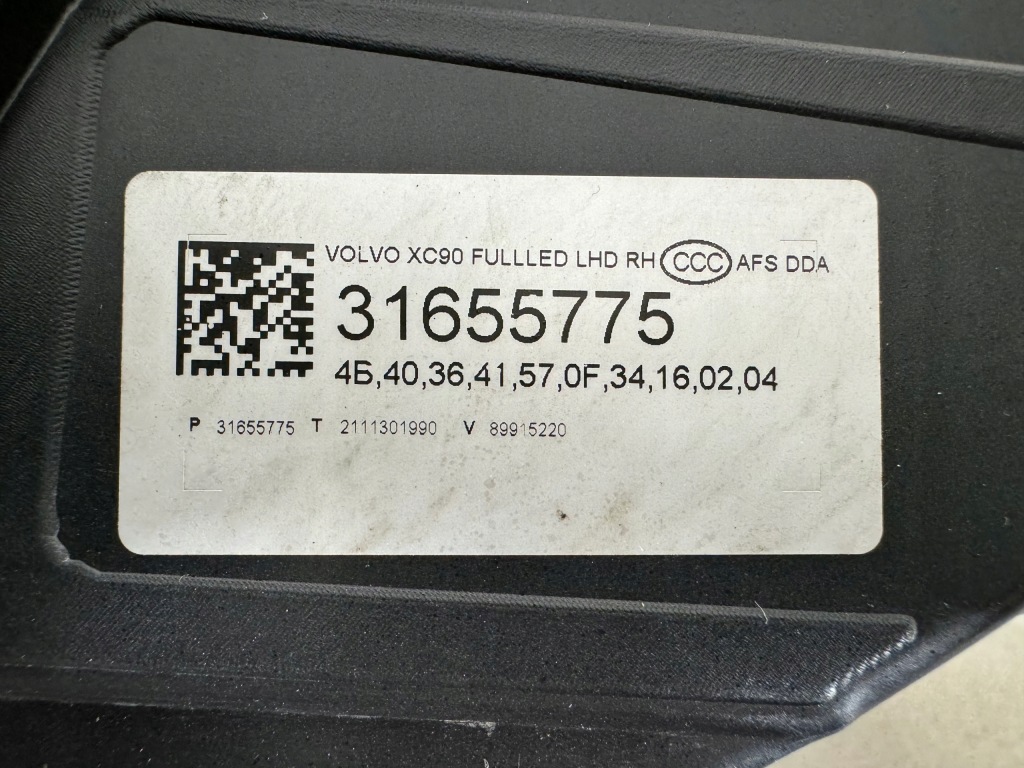 VOLVO XC90 FULLLED LHD RH CCC AFS DDA
31655775
4B,40,36,41,57,0F,34,16,02,04
P 31655775 T 2111301990 V 89915220